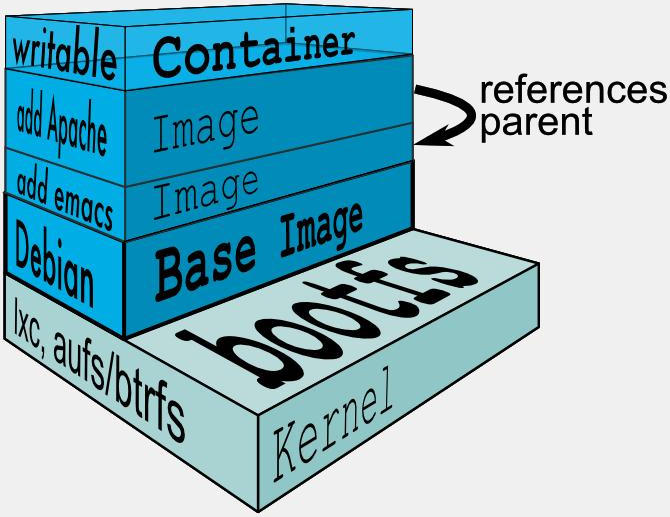 writable Container
references
parent
add Apache Image
add emacs Image
Debian Base Image
bootfs
lxc, aufs/btrfs
Kernel